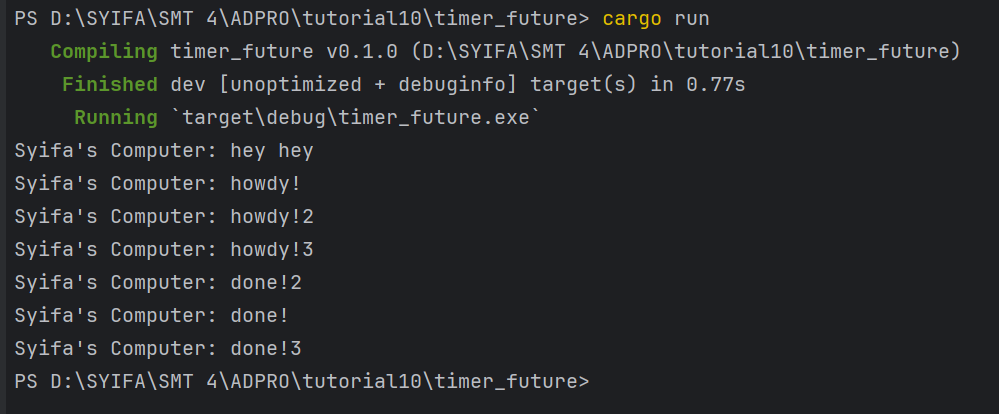 PS D:\SYIFA\SMT 4\ADPRO\tutorial10\timer_future> cargo run
Compiling timer_future v0.1.0 (D:\SYIFA\SMT 4\ADPRO\tutorial10\timer_future)
Finished dev [unoptimized + debuginfo] target(s) in 0.77s
Running `target\debug\timer_future.exe`
Syifa's Computer: hey hey
Syifa's Computer: howdy!
Syifa's Computer: howdy!2
Syifa's Computer: howdy!3
Syifa's Computer: done!2
Syifa's Computer: done!
Syifa's Computer: done!3
PS D:\SYIFA\SMT 4\ADPRO\tutorial10\timer_future>